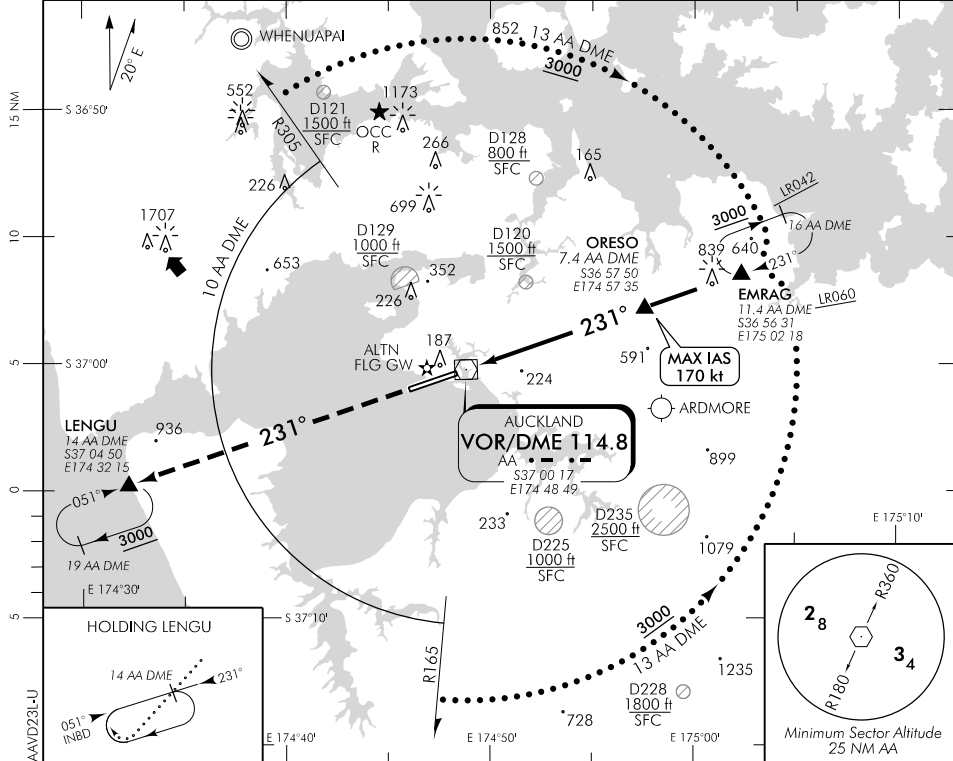 20° E
WHENUAPAI
852
13 AA DME
3000
15 NM
S 36°50'
552
D121
1500 ft
SFC
1173
OCC
R
R305
D128
800 ft
SFC
266
165
226
699
LR042
1707
10
3000
16 AA DME
D129
1000 ft
SFC
D120
1500 ft
SFC
ORESO
7.4 AA DME
S36 57 50
E174 57 35
839
640
231°
10 AA DME
653
352
226
EMRAG
11.4 AA DME
S36 56 31
E175 02 18
LR060
231°
187
ALTN
FLG GW
5
S 37°00'
591
MAX IAS
170 kt
224
ARDMORE
AUCKLAND
VOR/DME 114.8
AA
S37 00 17
E174 48 49
231°
LENGU
14 AA DME
S37 04 50
E174 32 15
936
899
051°
0
3000
19 AA DME
233
D225
1000 ft
SFC
D235
2500 ft
SFC
1079
E 175°10'
E 174°30'
5
S 37°10'
HOLDING LENGU
14 AA DME
231°
051°
INBD
R165
3000
13 AA DME
1235
D228
1800 ft
SFC
728
R360
28
34
R180
Minimum Sector Altitude
25 NM AA
E 174°40'
E 174°50'
E 175°00'
AAVD23L-U